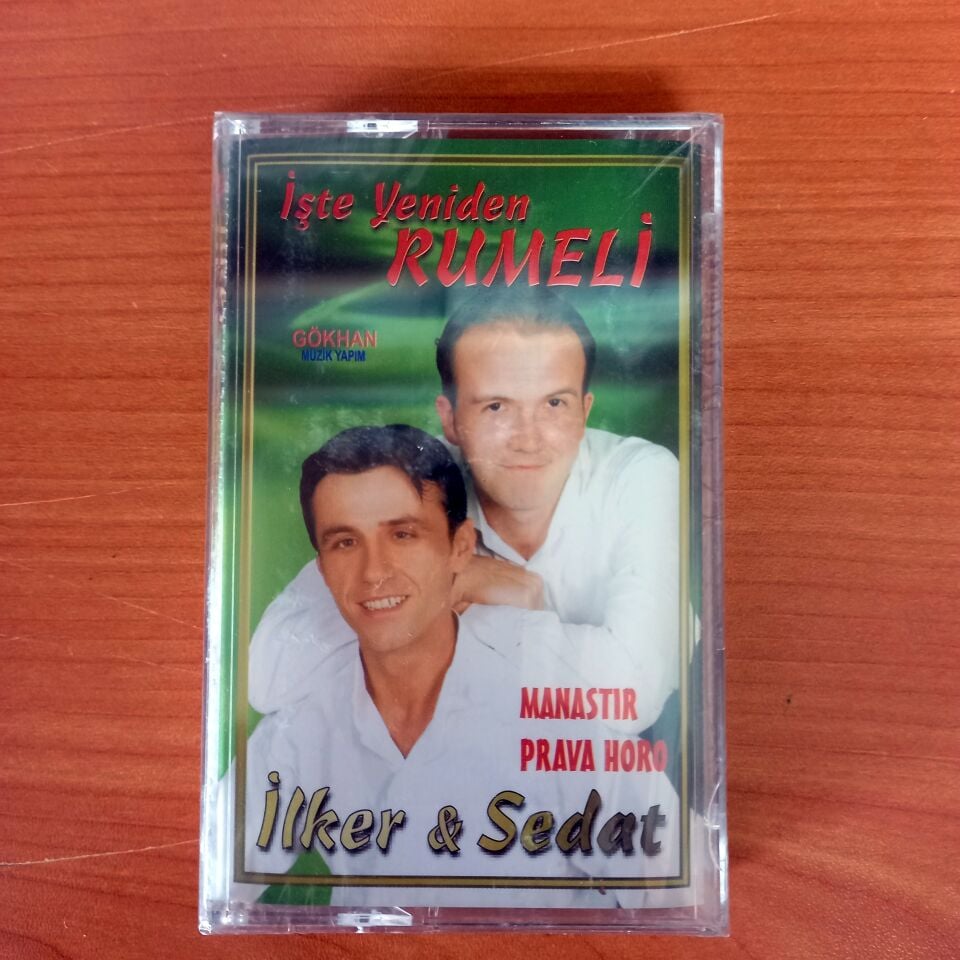 İşte Yeniden
RUMELİ
GÖKHAN
MÜZİK YAPIM
MANASTIR
PRAVA HORO
İlker & Sedat